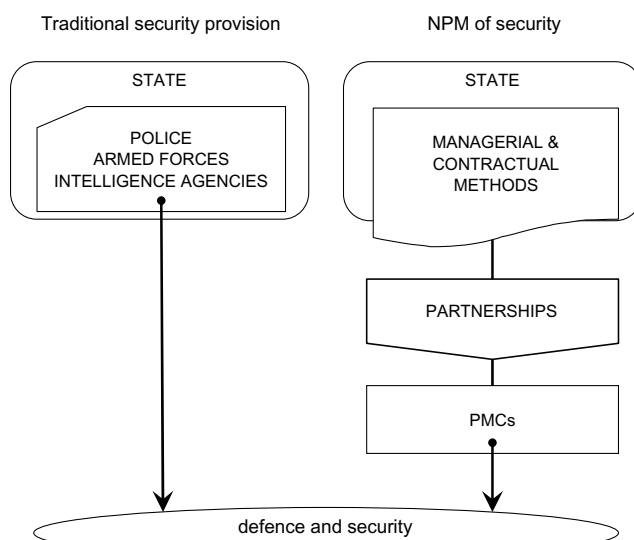 Traditional security provision
NPM of security
STATE
POLICE
ARMED FORCES
INTELLIGENCE AGENCIES
STATE
MANAGERIAL &
CONTRACTUAL
METHODS
PARTNERSHIPS
PMCs
defence and security